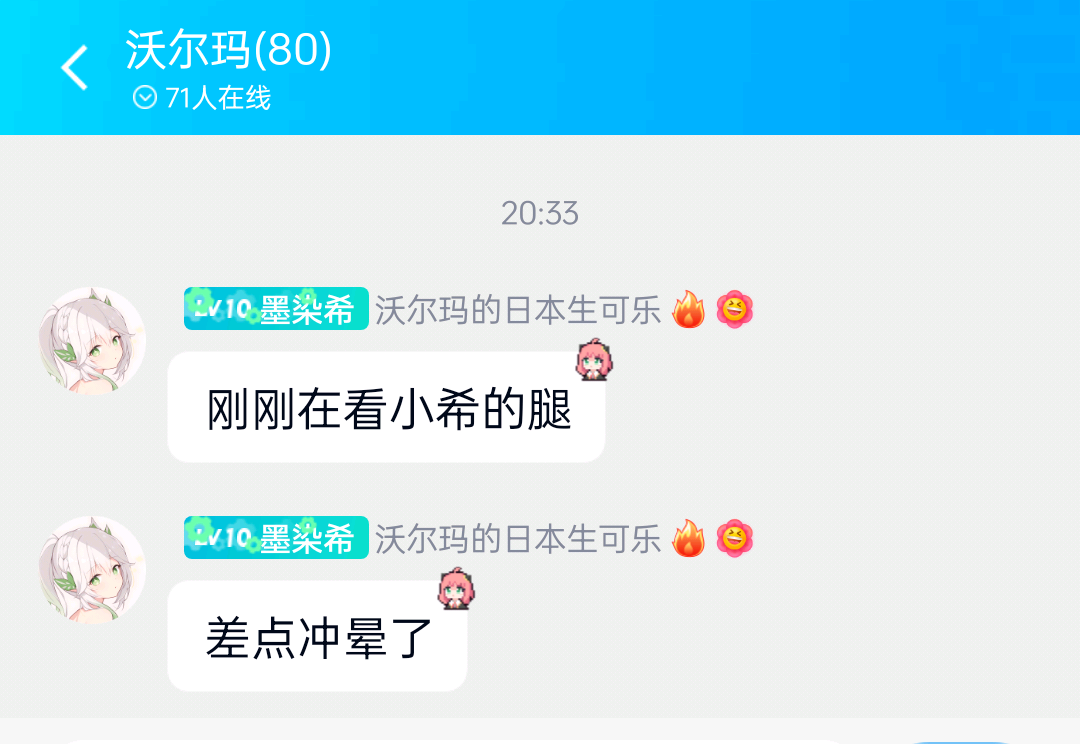 沃尔玛(80)
71人在线
20:33
LV10 墨染希 沃尔玛的日本生可乐🔥
刚刚在看小希的腿
LV10 墨染希 沃尔玛的日本生可乐🔥
差点冲晕了